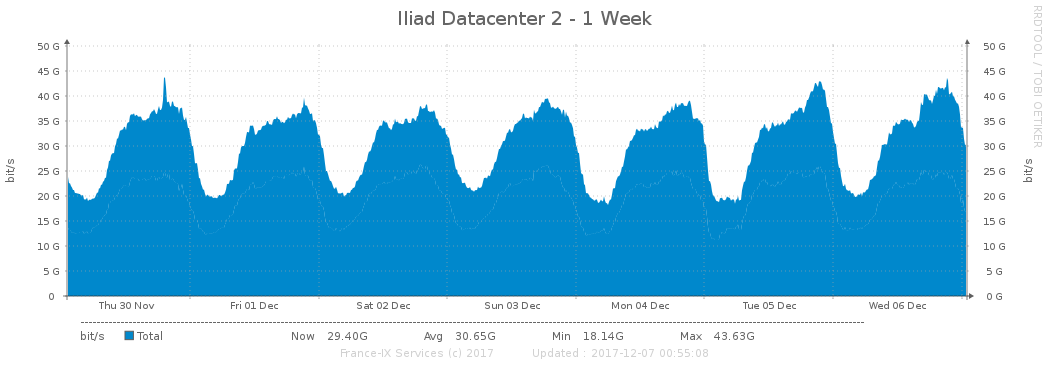 Iliad Datacenter 2 - 1 Week
RRDTOOL / TOBI OETIKER
50 G 50 G
45 G 45 G
40 G 40 G
35 G 35 G
30 G 30 G
25 G 25 G
20 G 20 G
15 G 15 G
10 G 10 G
5 G 5 G
0 0 G
bit/s bit/s
Thu 30 Nov Fri 01 Dec Sat 02 Dec Sun 03 Dec Mon 04 Dec Tue 05 Dec Wed 06 Dec
bit/s Total Now 29.40G Avg 30.65G Min 18.14G Max 43.63G
France-IX Services (c) 2017 Updated : 2017-12-07 00:55:08